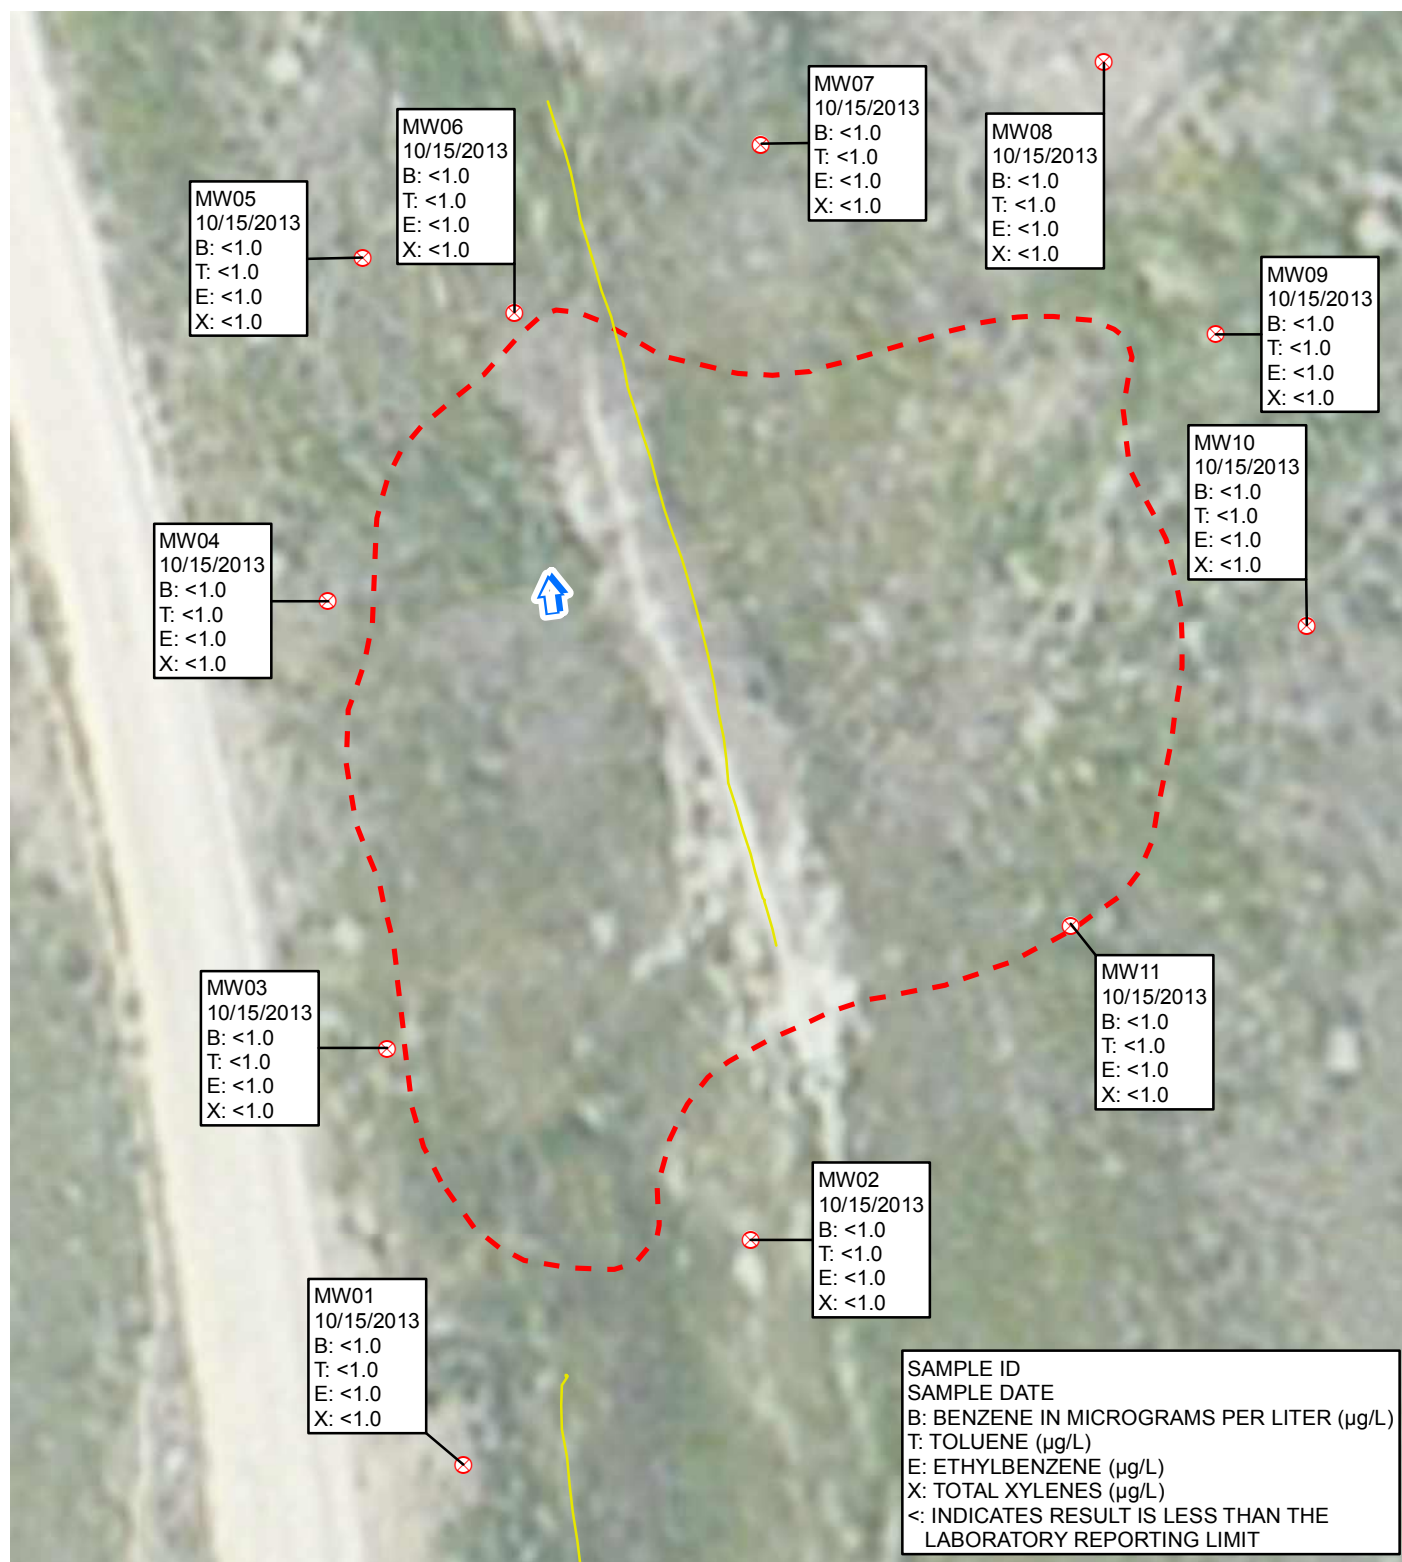 MW07
10/15/2013
B: <1.0
T: <1.0
E: <1.0
X: <1.0
MW06
10/15/2013
B: <1.0
T: <1.0
E: <1.0
X: <1.0
MW08
10/15/2013
B: <1.0
T: <1.0
E: <1.0
X: <1.0
MW05
10/15/2013
B: <1.0
T: <1.0
E: <1.0
X: <1.0
MW09
10/15/2013
B: <1.0
T: <1.0
E: <1.0
X: <1.0
MW10
10/15/2013
B: <1.0
T: <1.0
E: <1.0
X: <1.0
MW04
10/15/2013
B: <1.0
T: <1.0
E: <1.0
X: <1.0
MW11
10/15/2013
B: <1.0
T: <1.0
E: <1.0
X: <1.0
MW03
10/15/2013
B: <1.0
T: <1.0
E: <1.0
X: <1.0
MW02
10/15/2013
B: <1.0
T: <1.0
E: <1.0
X: <1.0
MW01
10/15/2013
B: <1.0
T: <1.0
E: <1.0
X: <1.0
SAMPLE ID
SAMPLE DATE
B: BENZENE IN MICROGRAMS PER LITER (µg/L)
T: TOLUENE (µg/L)
E: ETHYLBENZENE (µg/L)
X: TOTAL XYLENES (µg/L)
<: INDICATES RESULT IS LESS THAN THE
LABORATORY REPORTING LIMIT